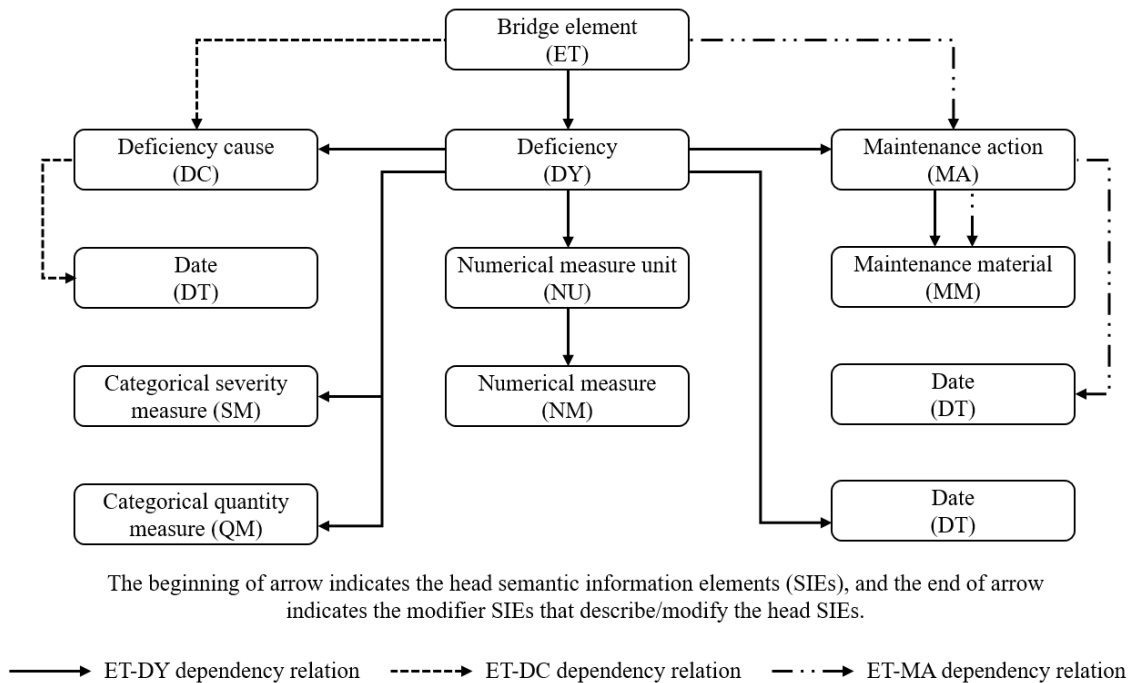 Bridge element
(ET)
Deficiency cause
(DC)
Deficiency
(DY)
Maintenance action
(MA)
Date
(DT)
Numerical measure unit
(NU)
Maintenance material
(MM)
Categorical severity
measure (SM)
Numerical measure
(NM)
Date
(DT)
Categorical quantity
measure (QM)
Date
(DT)
The beginning of arrow indicates the head semantic information elements (SIEs), and the end of arrow
indicates the modifier SIEs that describe/modify the head SIEs.
ET-DY dependency relation
ET-DC dependency relation
ET-MA dependency relation